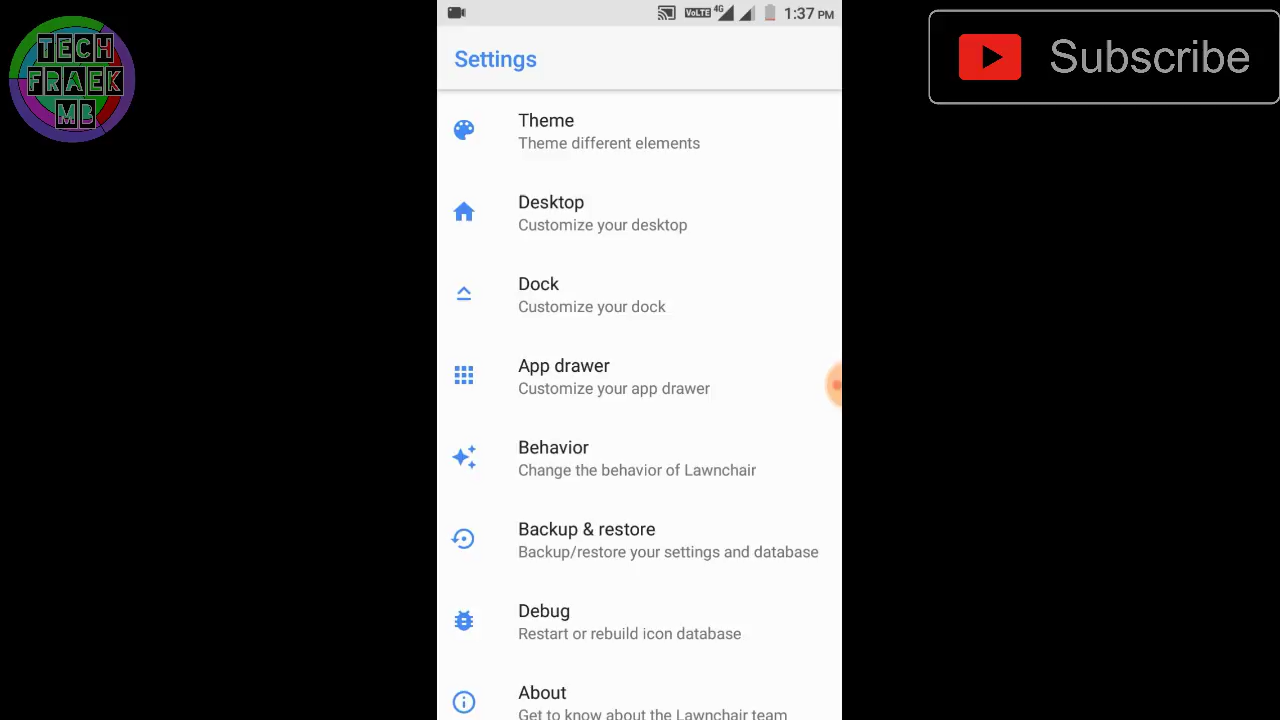 TECH
FRAEK
MB
VoLTE 4G 1:37 PM
Subscribe
Settings
Theme
Theme different elements
Desktop
Customize your desktop
Dock
Customize your dock
App drawer
Customize your app drawer
Behavior
Change the behavior of Lawnchair
Backup & restore
Backup/restore your settings and database
Debug
Restart or rebuild icon database
About
Get to know about the Lawnchair team